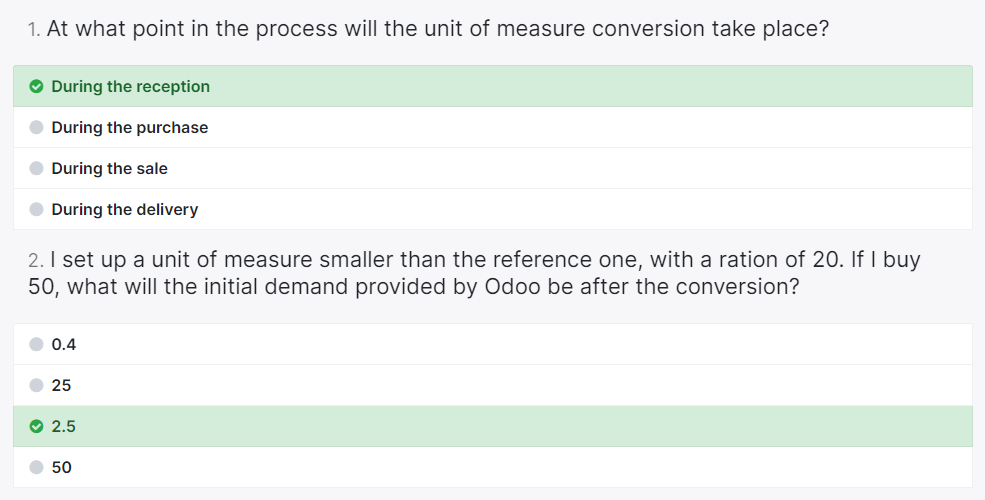 1. At what point in the process will the unit of measure conversion take place?
During the reception
During the purchase
During the sale
During the delivery
2. I set up a unit of measure smaller than the reference one, with a ration of 20. If I buy
50, what will the initial demand provided by Odoo be after the conversion?
0.4
25
2.5
50